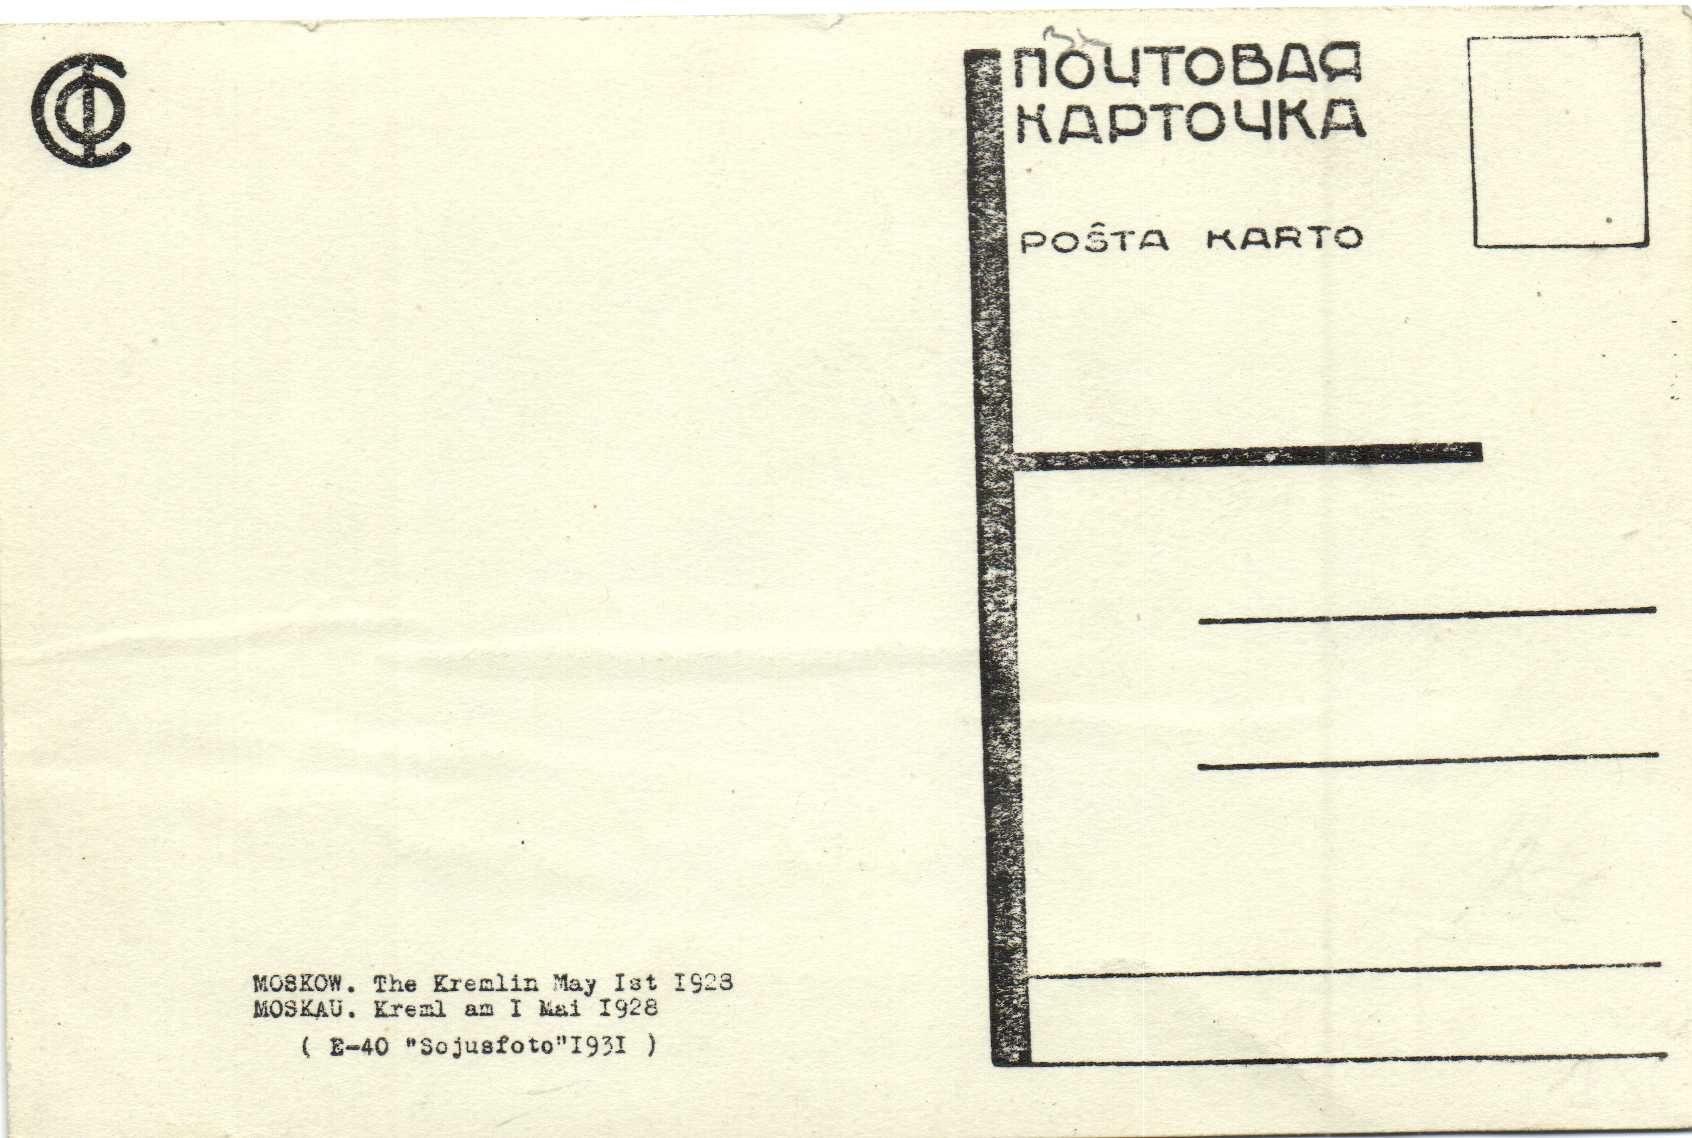 ПОЧТОВАЯ
КАРТОЧКА
POŜTA KARTO
MOSKOW. The Kremlin May Ist I928
MOSKAU. Kreml am I Mai I928
( E-40 "Sojusfoto"I93I )